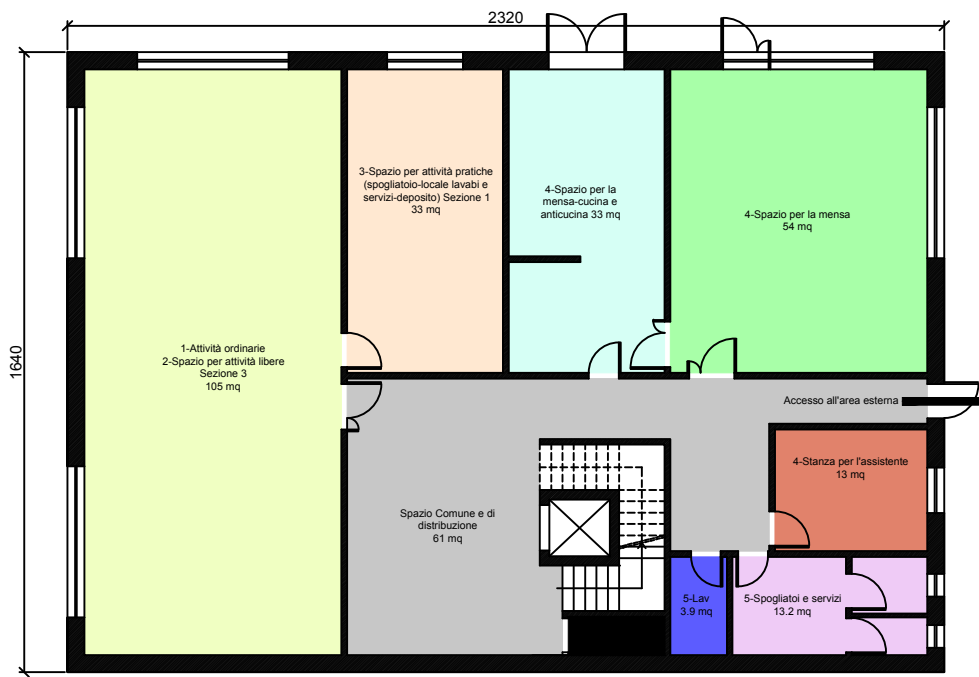 2320
1640
3-Spazio per attività pratiche
(spogliatoio-locale lavabi e
servizi-deposito) Sezione 1
33 mq
4-Spazio per la
mensa-cucina e
anticucina 33 mq
4-Spazio per la mensa
54 mq
1-Attività ordinarie
2-Spazio per attività libere
Sezione 3
105 mq
Accesso all'area esterna
4-Stanza per l'assistente
13 mq
Spazio Comune e di
distribuzione
61 mq
5-Lav
3.9 mq
5-Spogliatoi e servizi
13.2 mq